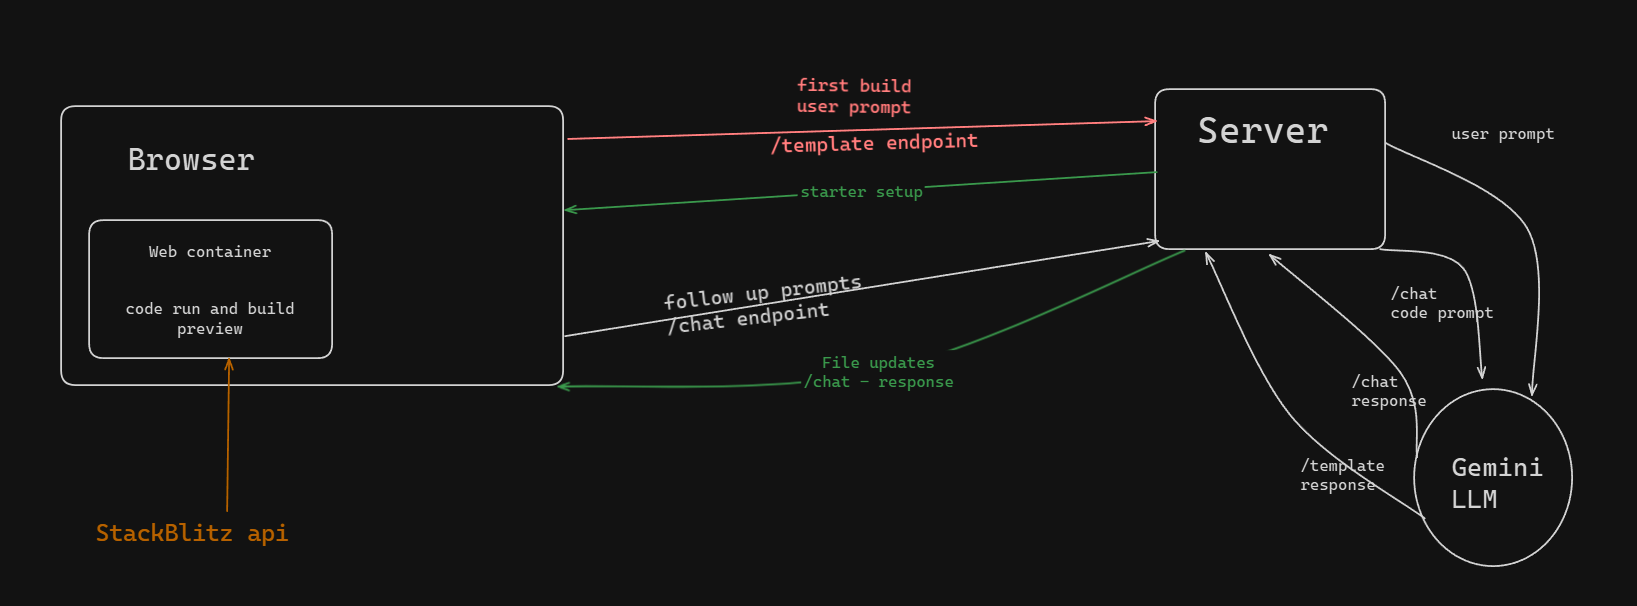 first build
user prompt
/template endpoint
Browser
Server
user prompt
starter setup
Web container
code run and build
preview
follow up prompts
/chat endpoint
/chat
code prompt
File updates
/chat - response
/chat
response
/template
response
Gemini
LLM
StackBlitz api